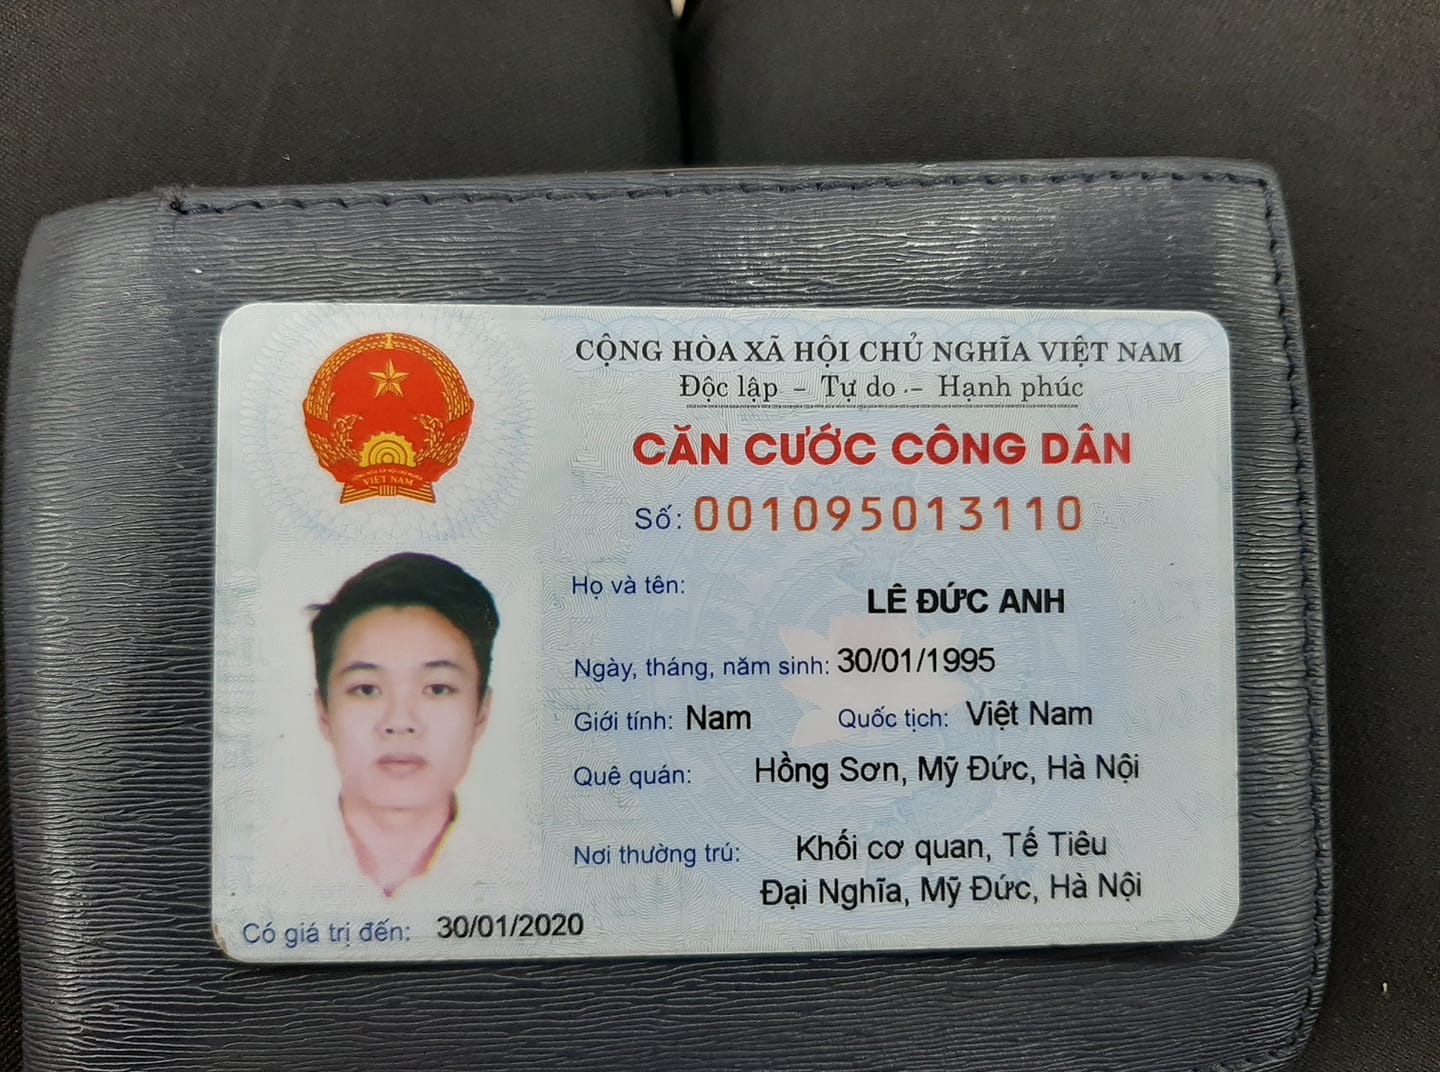 CỘNG HÒA XÃ HỘI CHỦ NGHĨA VIỆT NAM
Độc lập - Tự do - Hạnh phúc
CĂN CƯỚC CÔNG DÂN
Số: 001095013110
VIỆT NAM
Họ và tên: LÊ ĐỨC ANH
Ngày, tháng, năm sinh: 30/01/1995
Giới tính: Nam Quốc tịch: Việt Nam
Quê quán: Hồng Sơn, Mỹ Đức, Hà Nội
Nơi thường trú: Khối cơ quan, Tế Tiêu
Đại Nghĩa, Mỹ Đức, Hà Nội
Có giá trị đến: 30/01/2020